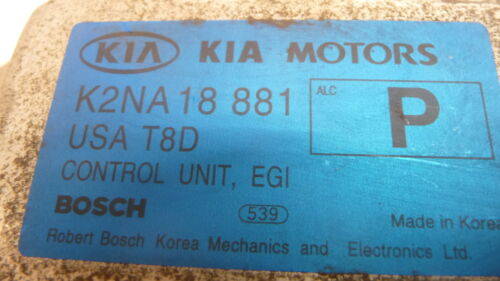 KIA KIA MOTORS
K2NA18 881
ALC
P
USA T8D
CONTROL UNIT, EGI
BOSCH 539 Made in Korea
Robert Bosch Korea Mechanics and Electronics Ltd.